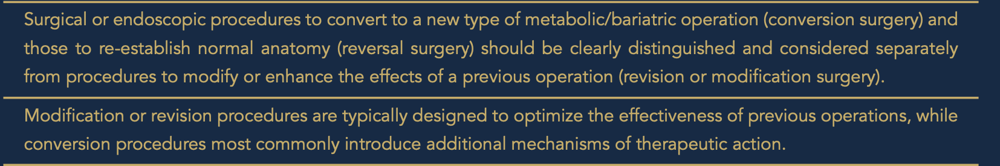 Surgical or endoscopic procedures to convert to a new type of metabolic/bariatric operation (conversion surgery) and
those to re-establish normal anatomy (reversal surgery) should be clearly distinguished and considered separately
from procedures to modify or enhance the effects of a previous operation (revision or modification surgery).
Modification or revision procedures are typically designed to optimize the effectiveness of previous operations, while
conversion procedures most commonly introduce additional mechanisms of therapeutic action.